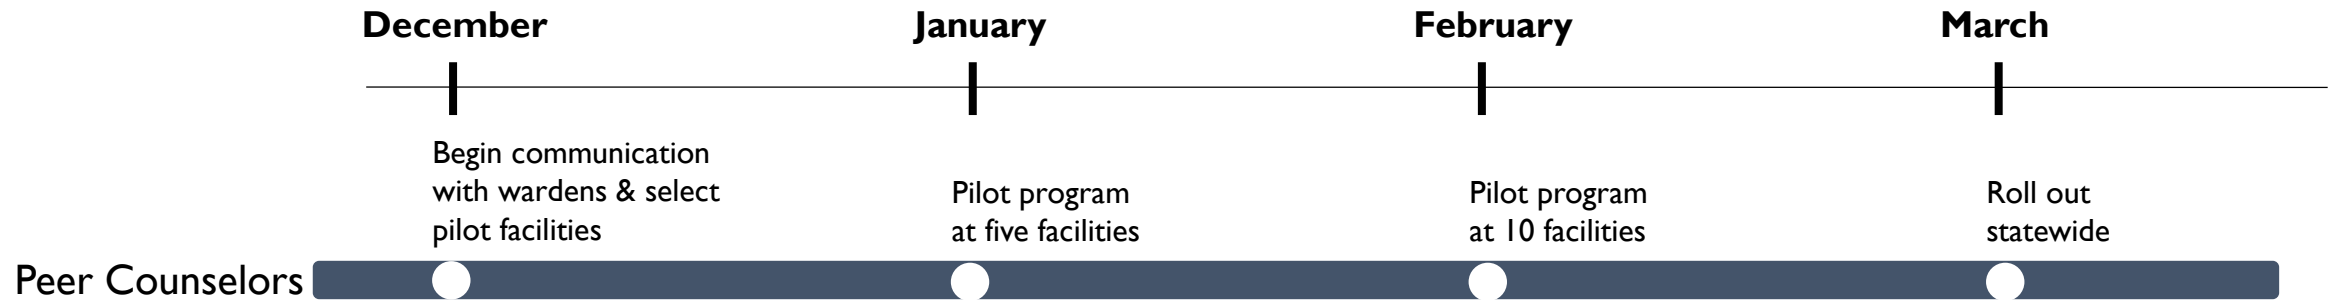 December
January
February
March
Begin communication
with wardens & select
pilot facilities
Pilot program
at five facilities
Pilot program
at 10 facilities
Roll out
statewide
Peer Counselors